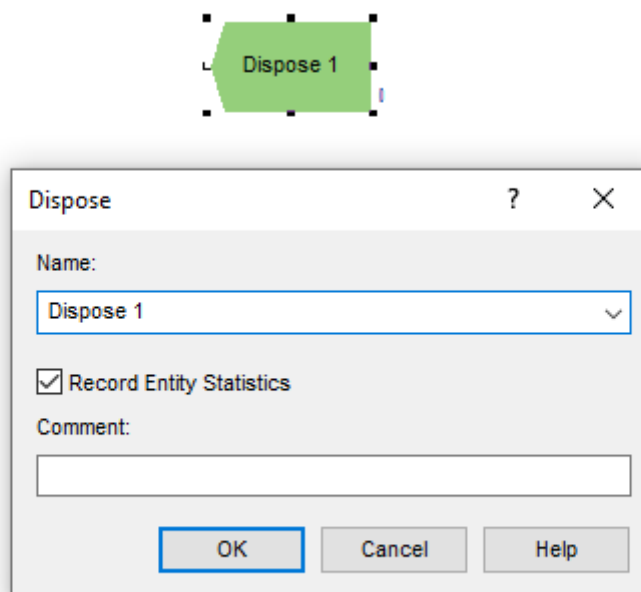 Dispose 1
Dispose
Name:
Dispose 1
Record Entity Statistics
Comment:
OK Cancel Help